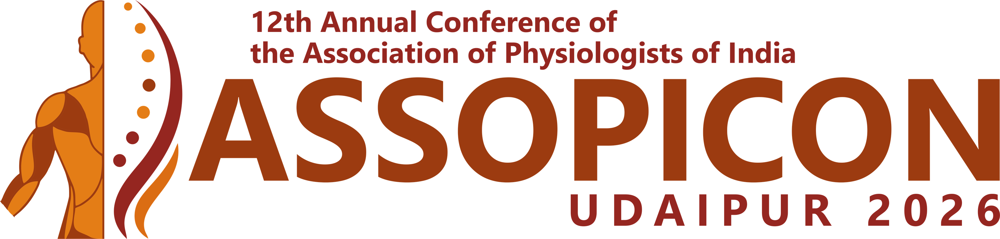 12th Annual Conference of
the Association of Physiologists of India
ASSOPICON
UDAIPUR 2026